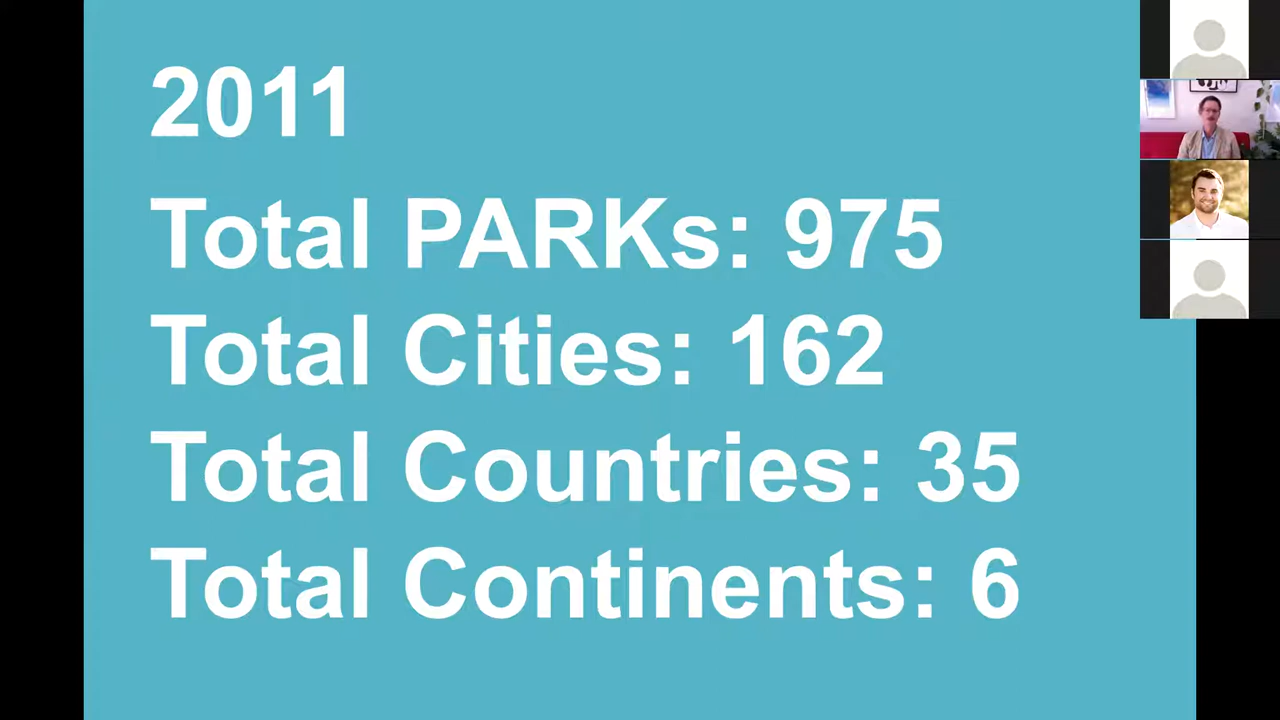 2011
Total PARKs: 975
Total Cities: 162
Total Countries: 35
Total Continents: 6